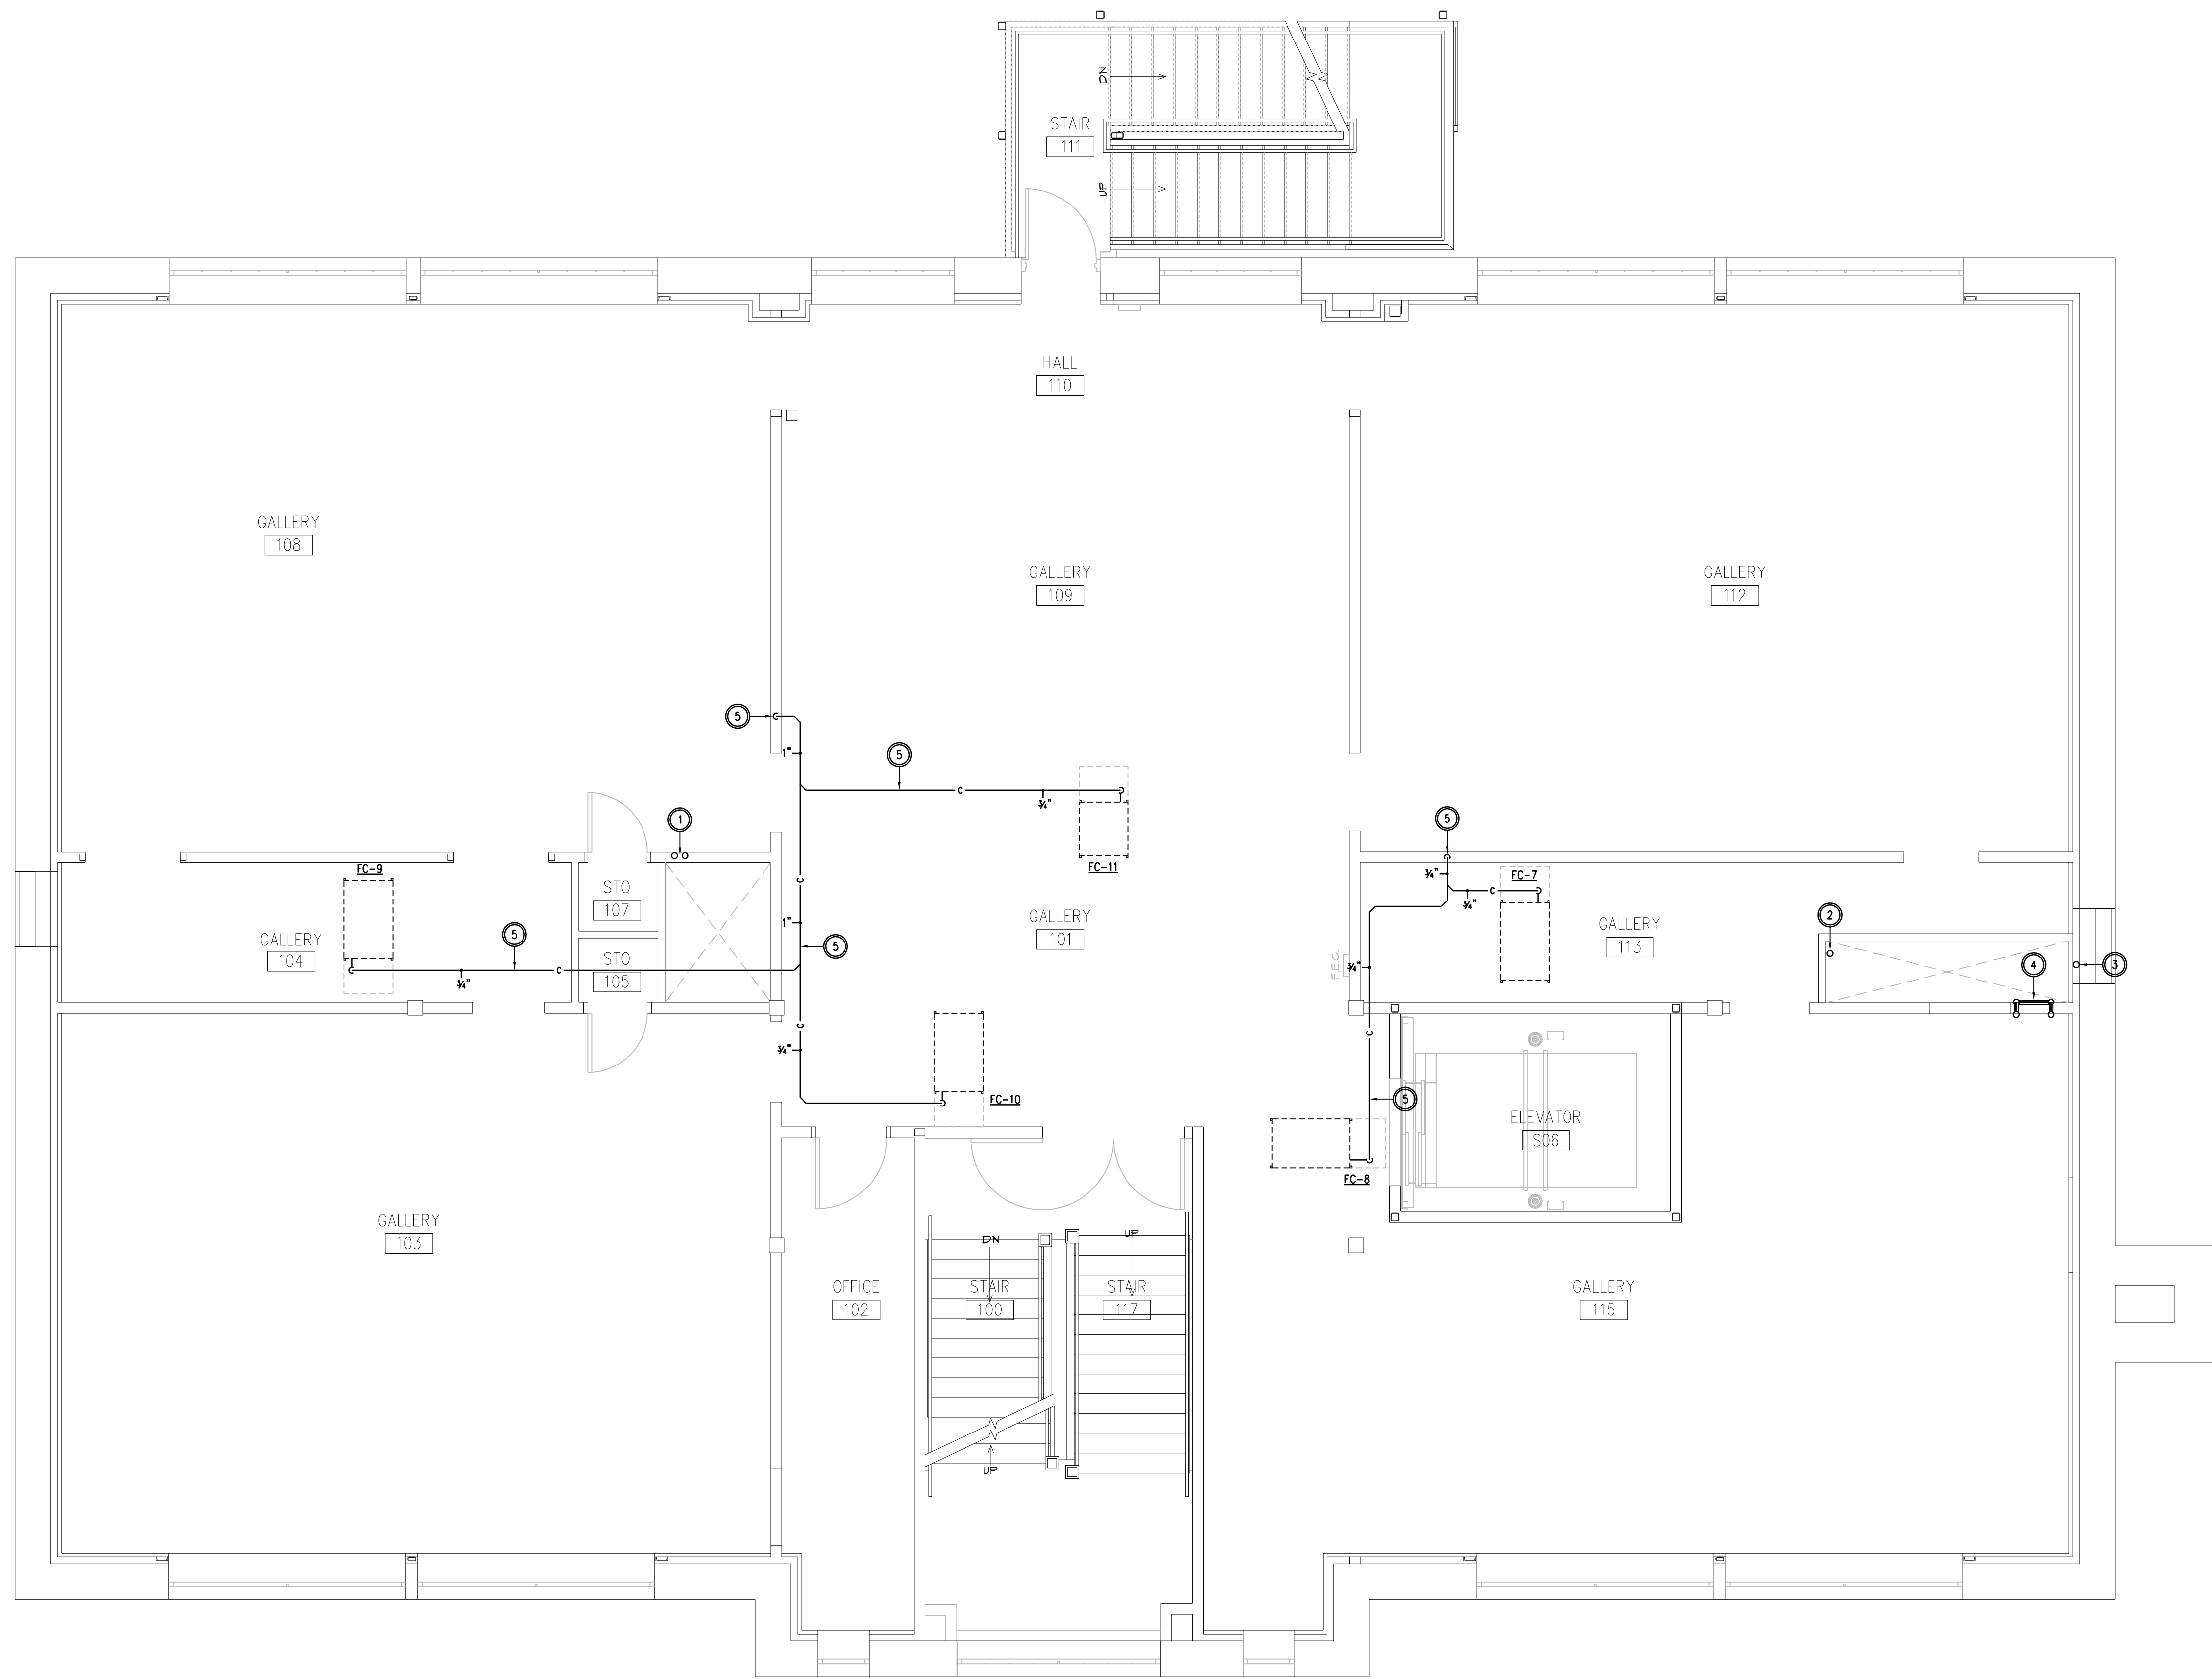 DN
STAIR
111
UP
HALL
110
GALLERY
108
GALLERY
109
GALLERY
112
5
1"
5
C
¾"
FC-11
1
5
FC-9
STO
107
C
1"
5
GALLERY
104
5
C
¾"
STO
105
GALLERY
101
¾"
FC-7
C
¾"
GALLERY
113
2
F.E.C.
¾"
3
4
C
¾"
C
FC-10
5
ELEVATOR
S06
FC-8
GALLERY
103
DN
UP
OFFICE
102
STAIR
100
STAIR
117
GALLERY
115
UP